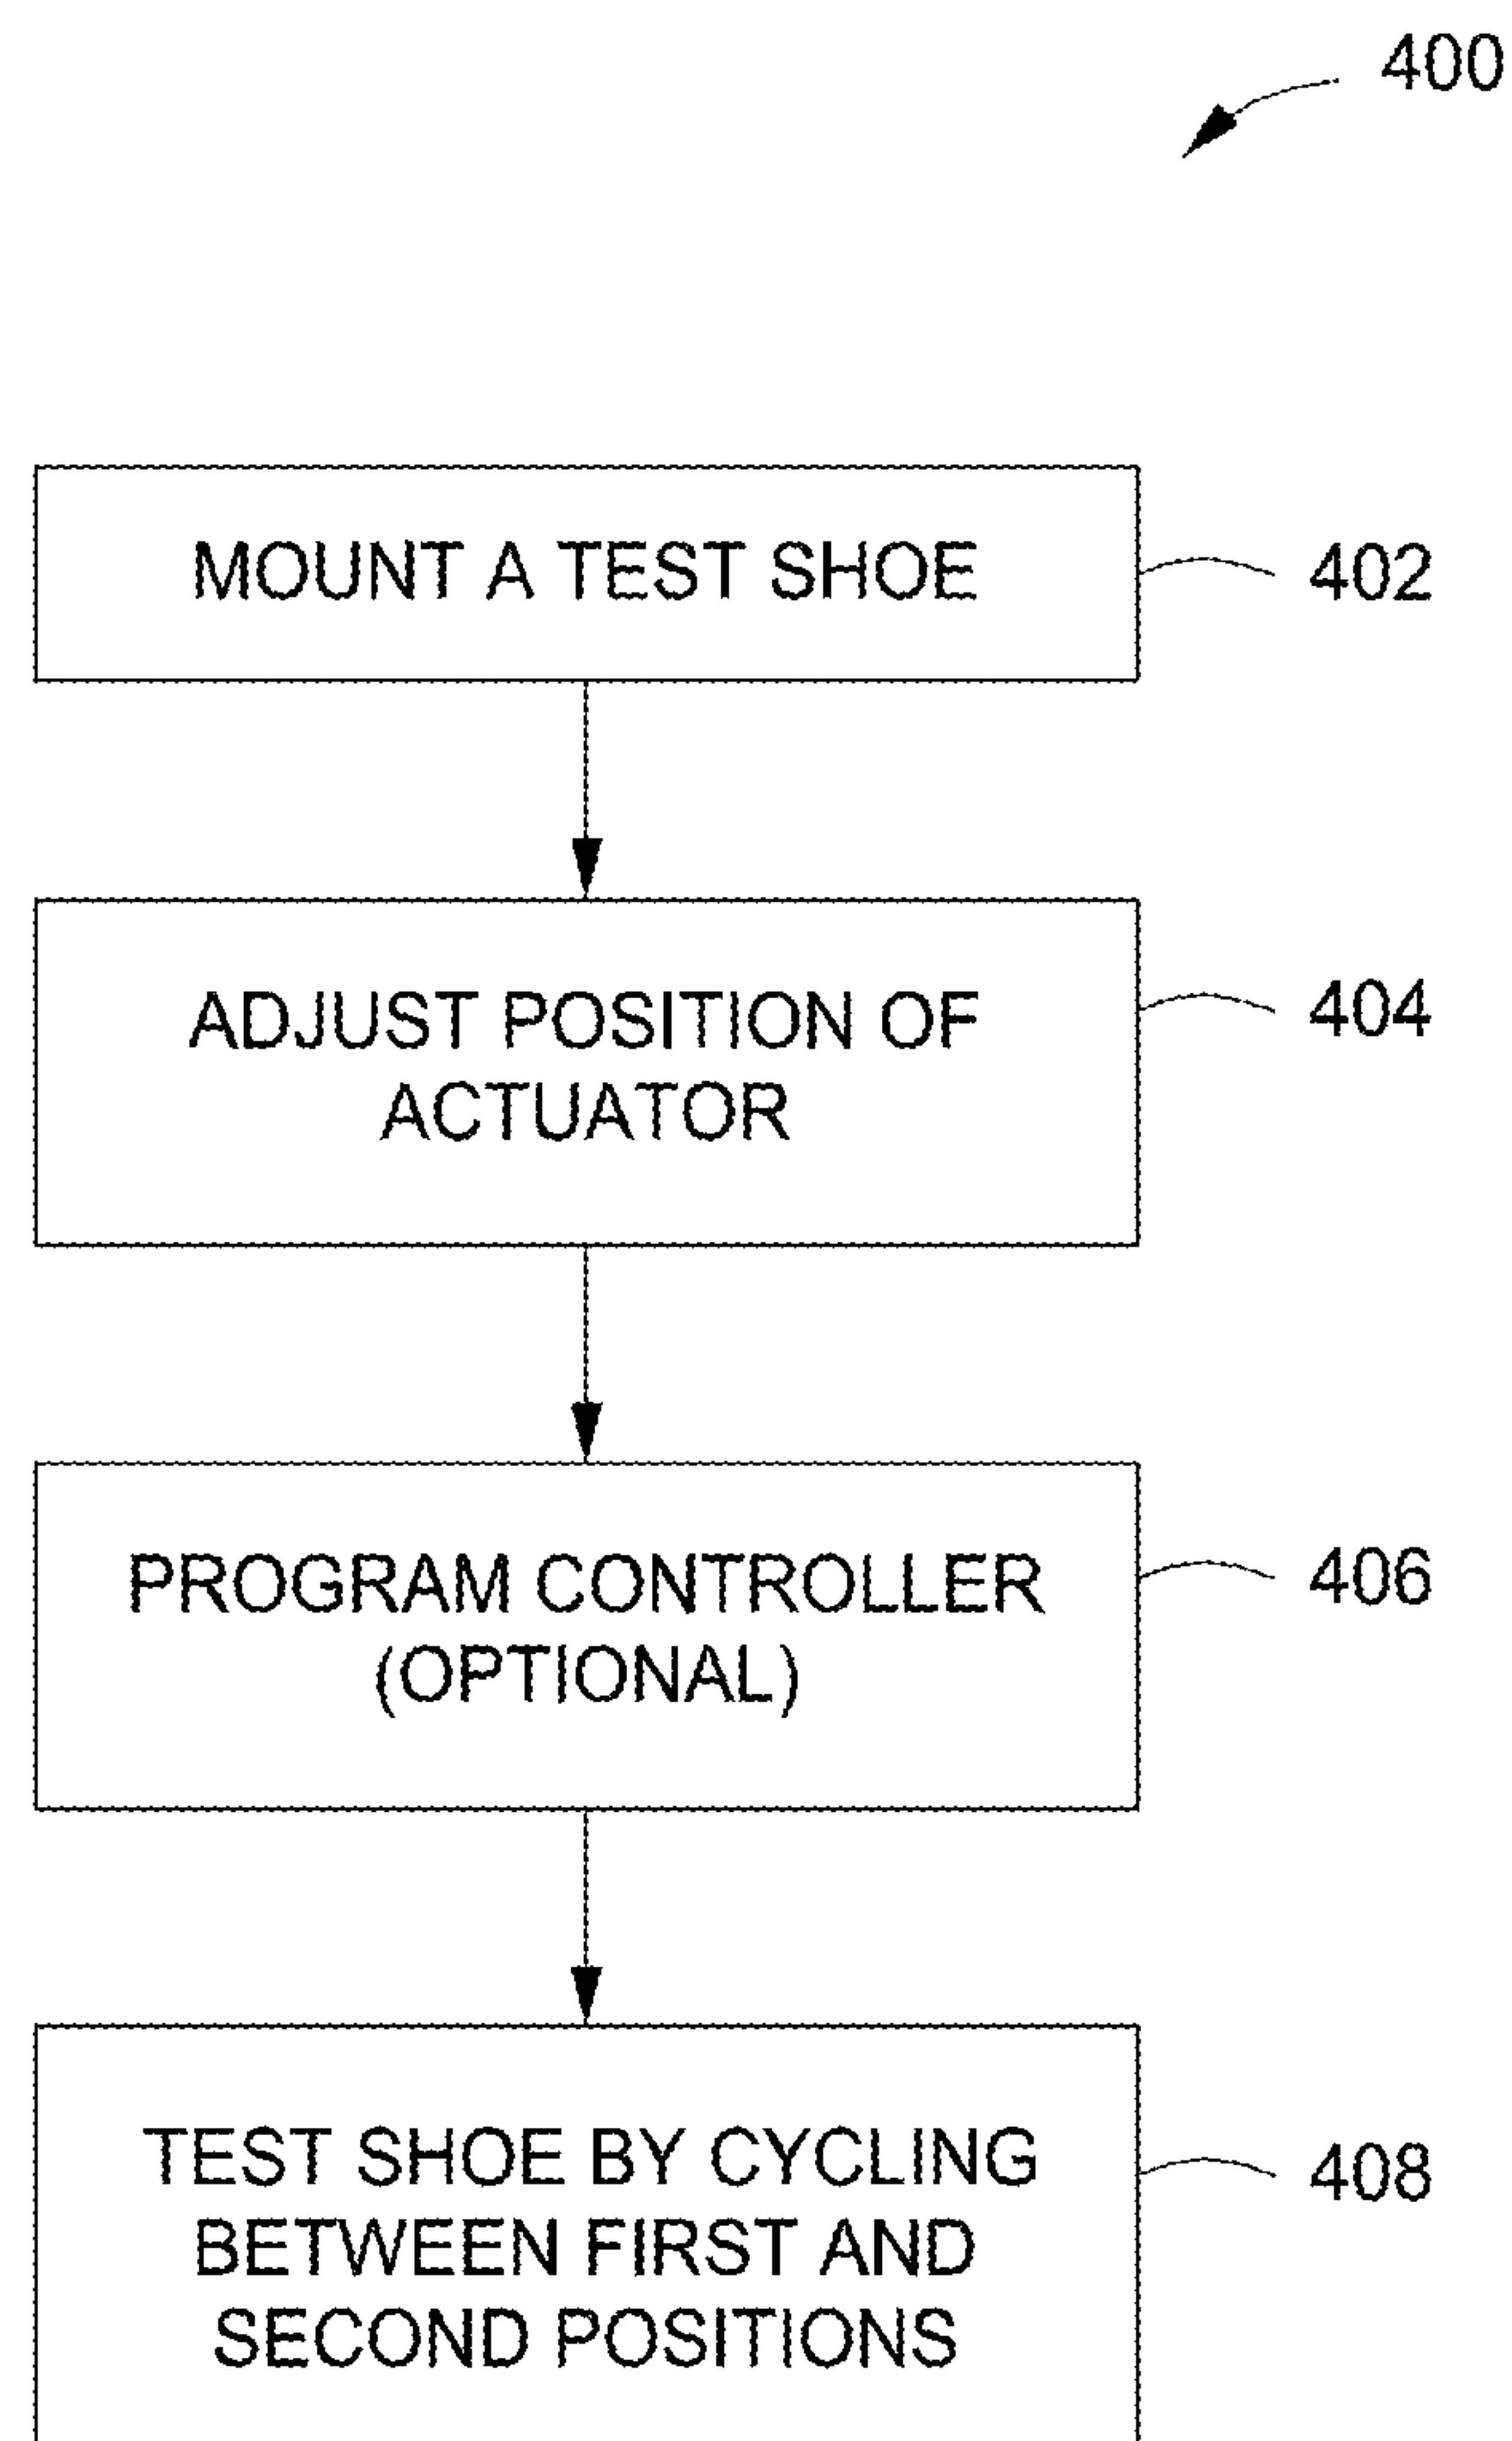 400
MOUNT A TEST SHOE
402
ADJUST POSITION OF
ACTUATOR
404
PROGRAM CONTROLLER
(OPTIONAL)
406
TEST SHOE BY CYCLING
BETWEEN FIRST AND
SECOND POSITIONS
408